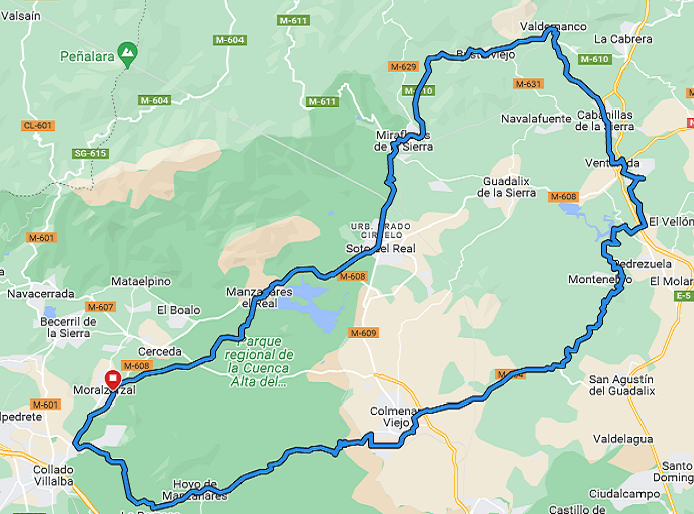 Valsaín
M-611
M-604
Valdemanco
La Cabrera
Peñalara
Bustarviejo
M-610
M-629
M-610
M-631
M-604
M-611
CL-601
Navalafuente
Cabanillas
de la Sierra
Miraflores
de la Sierra
SG-615
Venturada
Guadalix
de la Sierra
M-608
URB. PRADO
CIRUELO
El Vellón
M-601
Soto del Real
Pedrezuela
Mataelpino
M-608
Montenebro
El Molar
Navacerrada
Manzanares
el Real
E-5
M-607
El Boalo
Becerril de
la Sierra
M-609
Cerceda
Parque
regional de
la Cuenca
Alta del...
M-608
Moralzarzal
San Agustín
del Guadalix
M-601
Colmenar
Viejo
alpedrete
Valdelagua
Collado
Villalba
Hoyo de
Manzanares
Santo
Domingo
Ciudalcampo
Castillo de